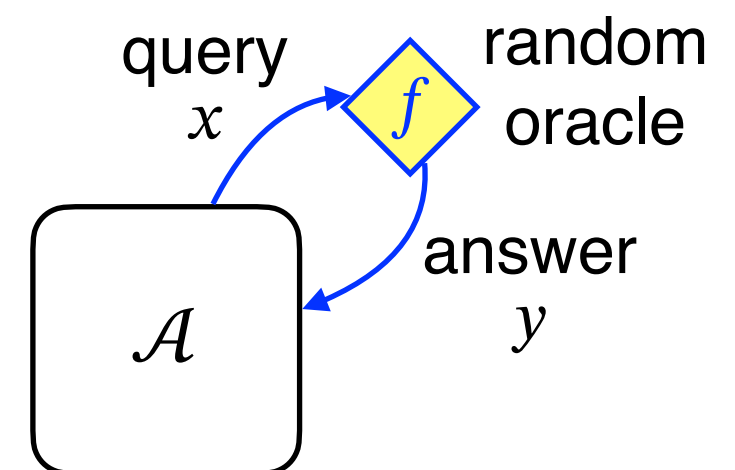 query
x
f
random
oracle
answer
y
𝒜